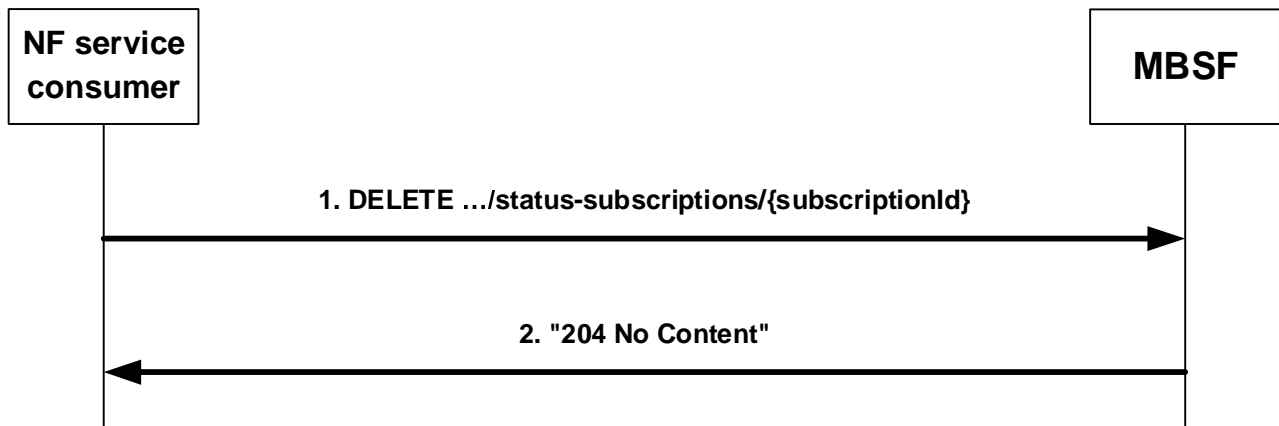 NF service
consumer
MBSF
1. DELETE …/status-subscriptions/{subscriptionId}
2. "204 No Content"